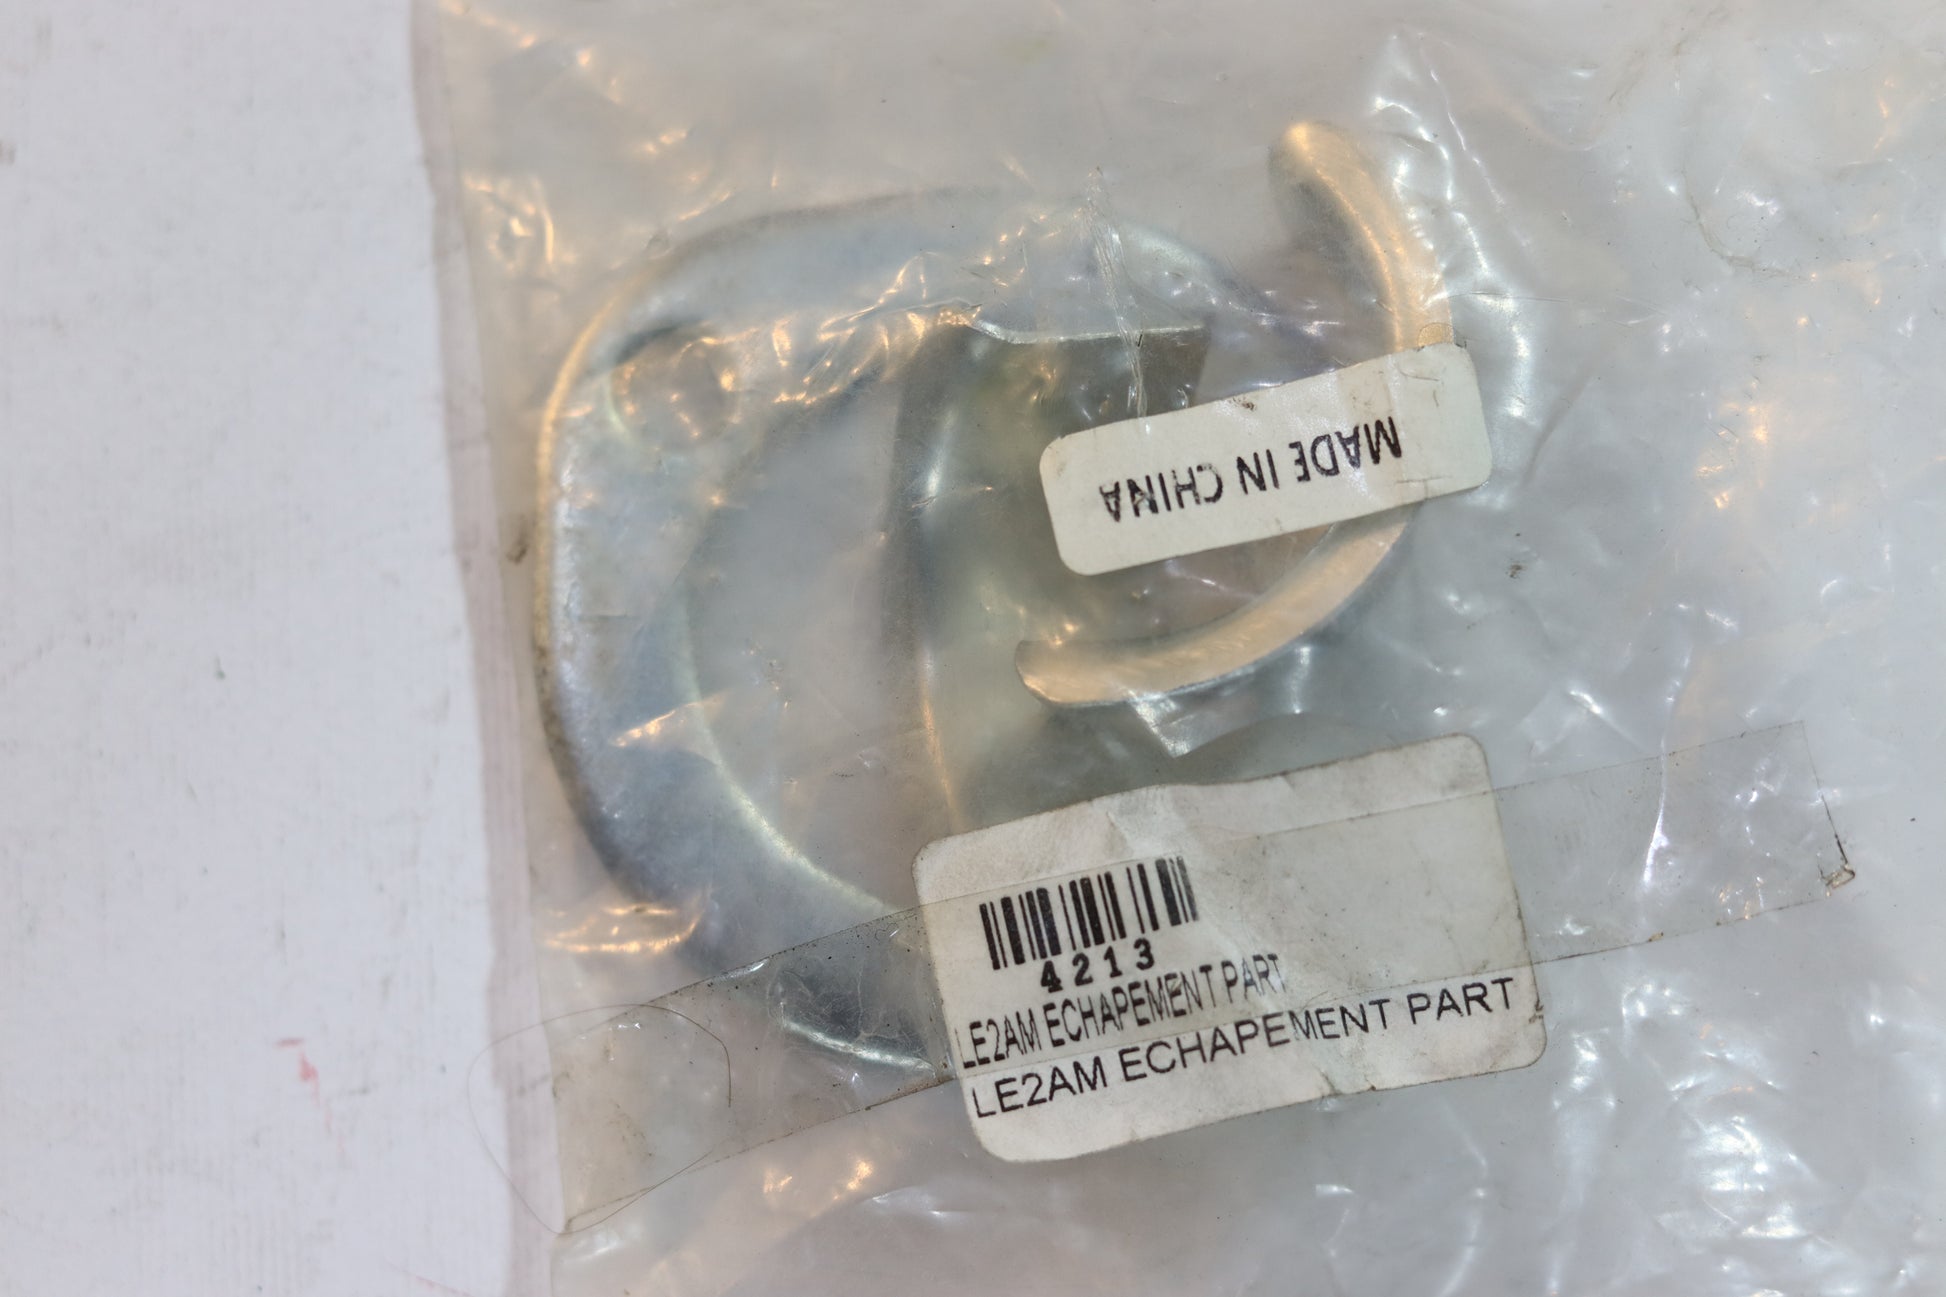 MADE IN CHINA
4213
LE2AM ECHAPEMENT PART
LE2AM ECHAPEMENT PART